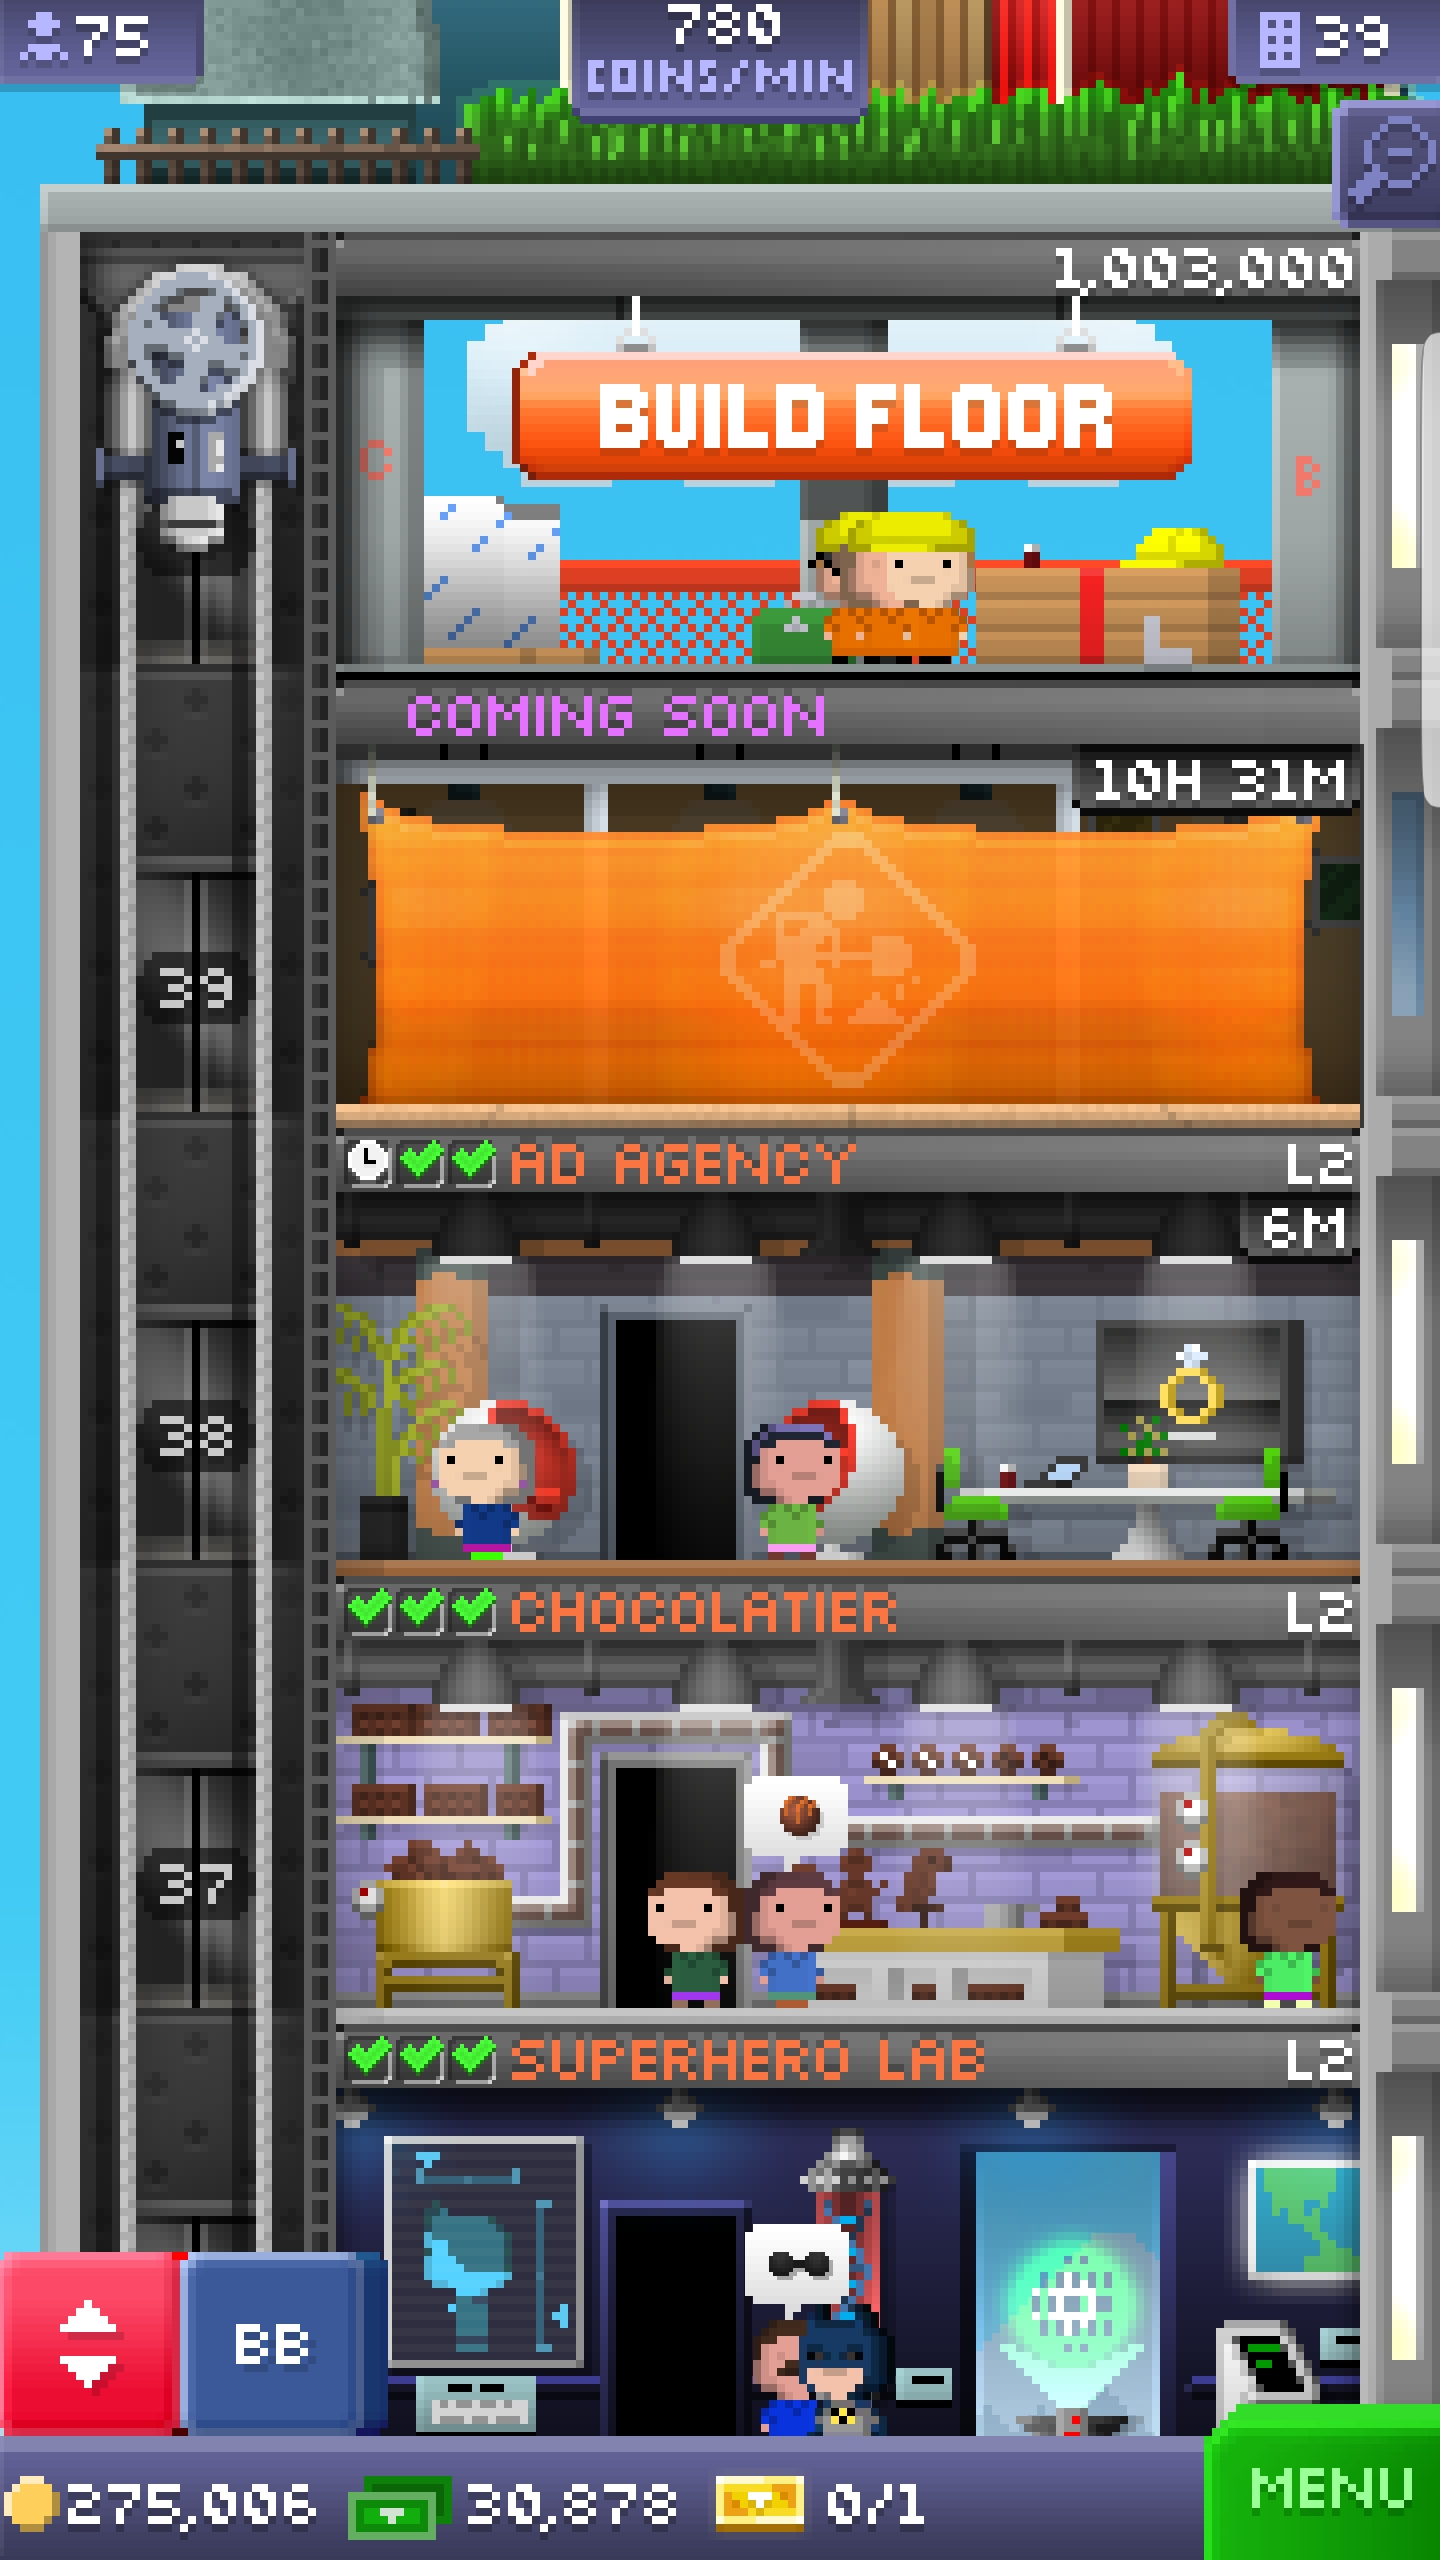 75
780
COINS/MIN
39
1,003,000
BUILD FLOOR
C
B
COMING SOON
10H 31M
39
AD AGENCY L2
6M
38
CHOCOLATIER L2
37
SUPERHERO LAB L2
BB
275,006 30,878 0/1
MENU